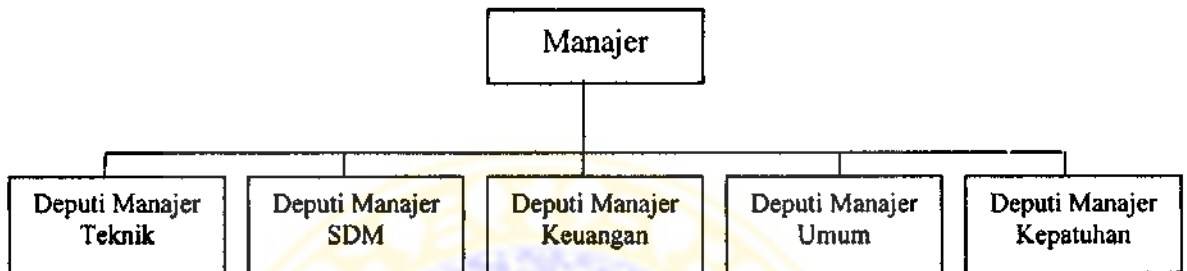 Manajer
Deputi Manajer
Teknik
Deputi Manajer
SDM
Deputi Manajer
Keuangan
Deputi Manajer
Umum
Deputi Manajer
Kepatuhan